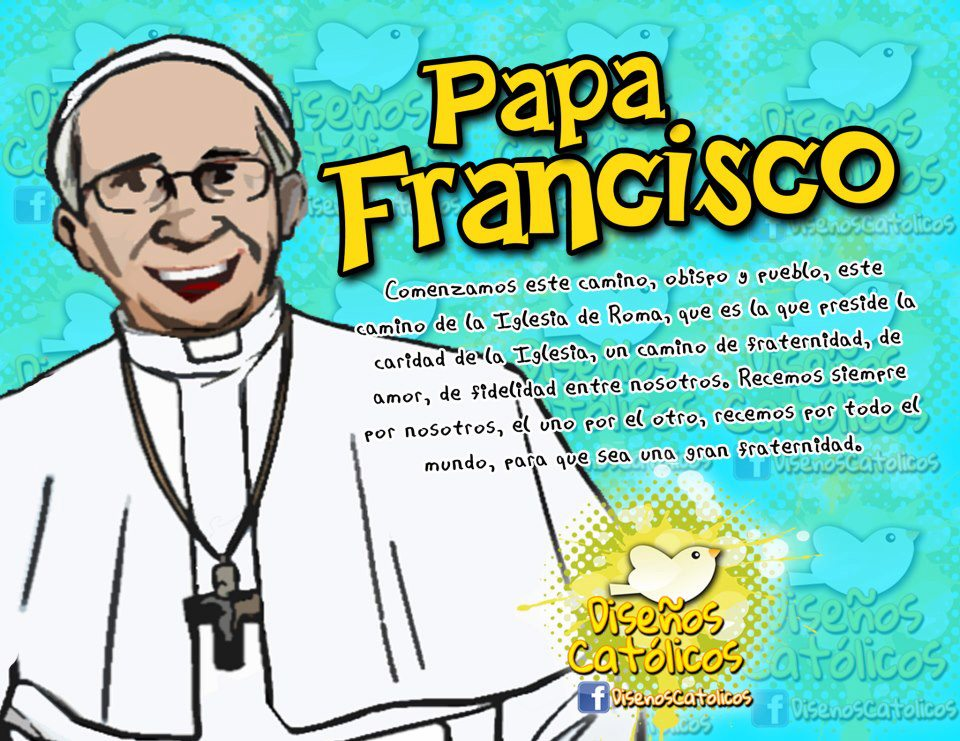 Papa
Francisco
Comenzamos este camino, obispo y pueblo, este
camino de la Iglesia de Roma, que es la que preside la
caridad de la Iglesia, un camino de fraternidad, de
amor, de fidelidad entre nosotros. Recemos siempre
por nosotros, el uno por el otro, recemos por todo el
mundo, para que sea una gran fraternidad.
Diseños
Católicos
f DisenosCatolicos